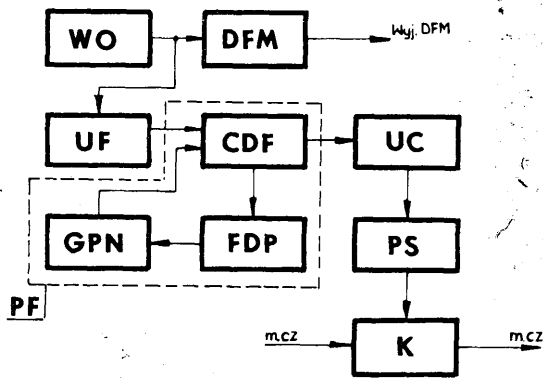 WO DFM Wyj. DFM
UF CDF UC
GPN FDP PS
PF
m.cz K m.cz